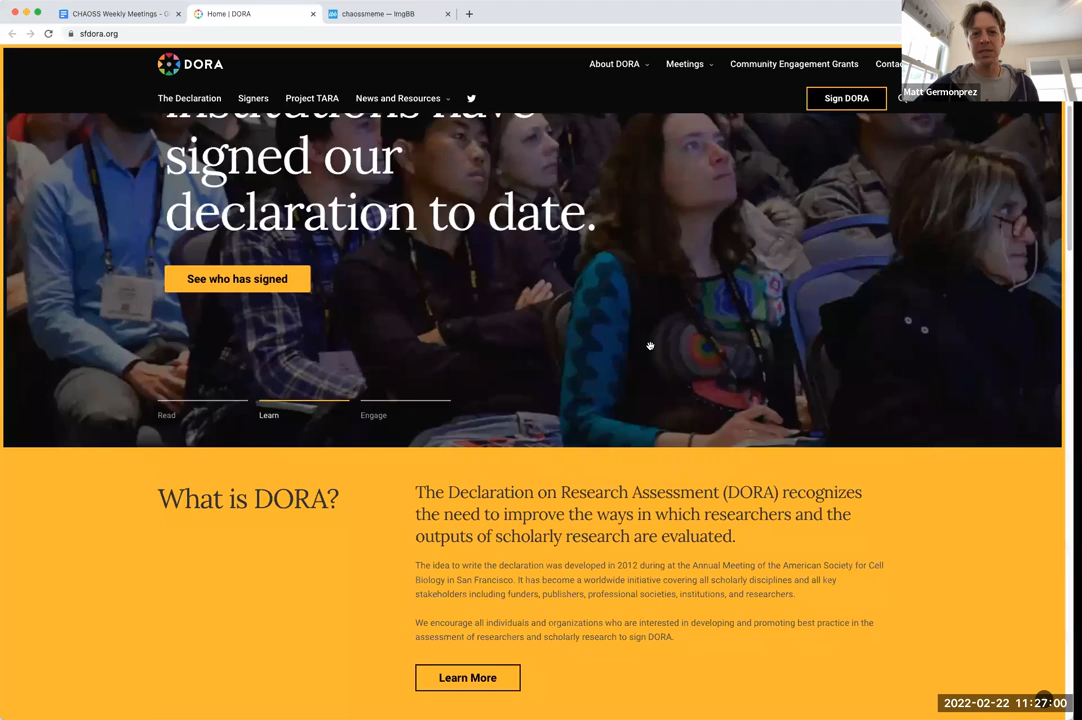 CHAOSS Weekly Meetings - G
Home | DORA
chaossmeme — ImgBB
sfdora.org
DORA
About DORA
Meetings
Community Engagement Grants
Contac
Matt Germonprez
The Declaration
Signers
Project TARA
News and Resources
Sign DORA
institutions have
signed our
declaration to date.
See who has signed
Read
Learn
Engage
What is DORA?
The Declaration on Research Assessment (DORA) recognizes
the need to improve the ways in which researchers and the
outputs of scholarly research are evaluated.
The idea to write the declaration was developed in 2012 during at the Annual Meeting of the American Society for Cell
Biology in San Francisco. It has become a worldwide initiative covering all scholarly disciplines and all key
stakeholders including funders, publishers, professional societies, institutions, and researchers.
We encourage all individuals and organizations who are interested in developing and promoting best practice in the
assessment of researchers and scholarly research to sign DORA.
Learn More
2022-02-22 11:27:00